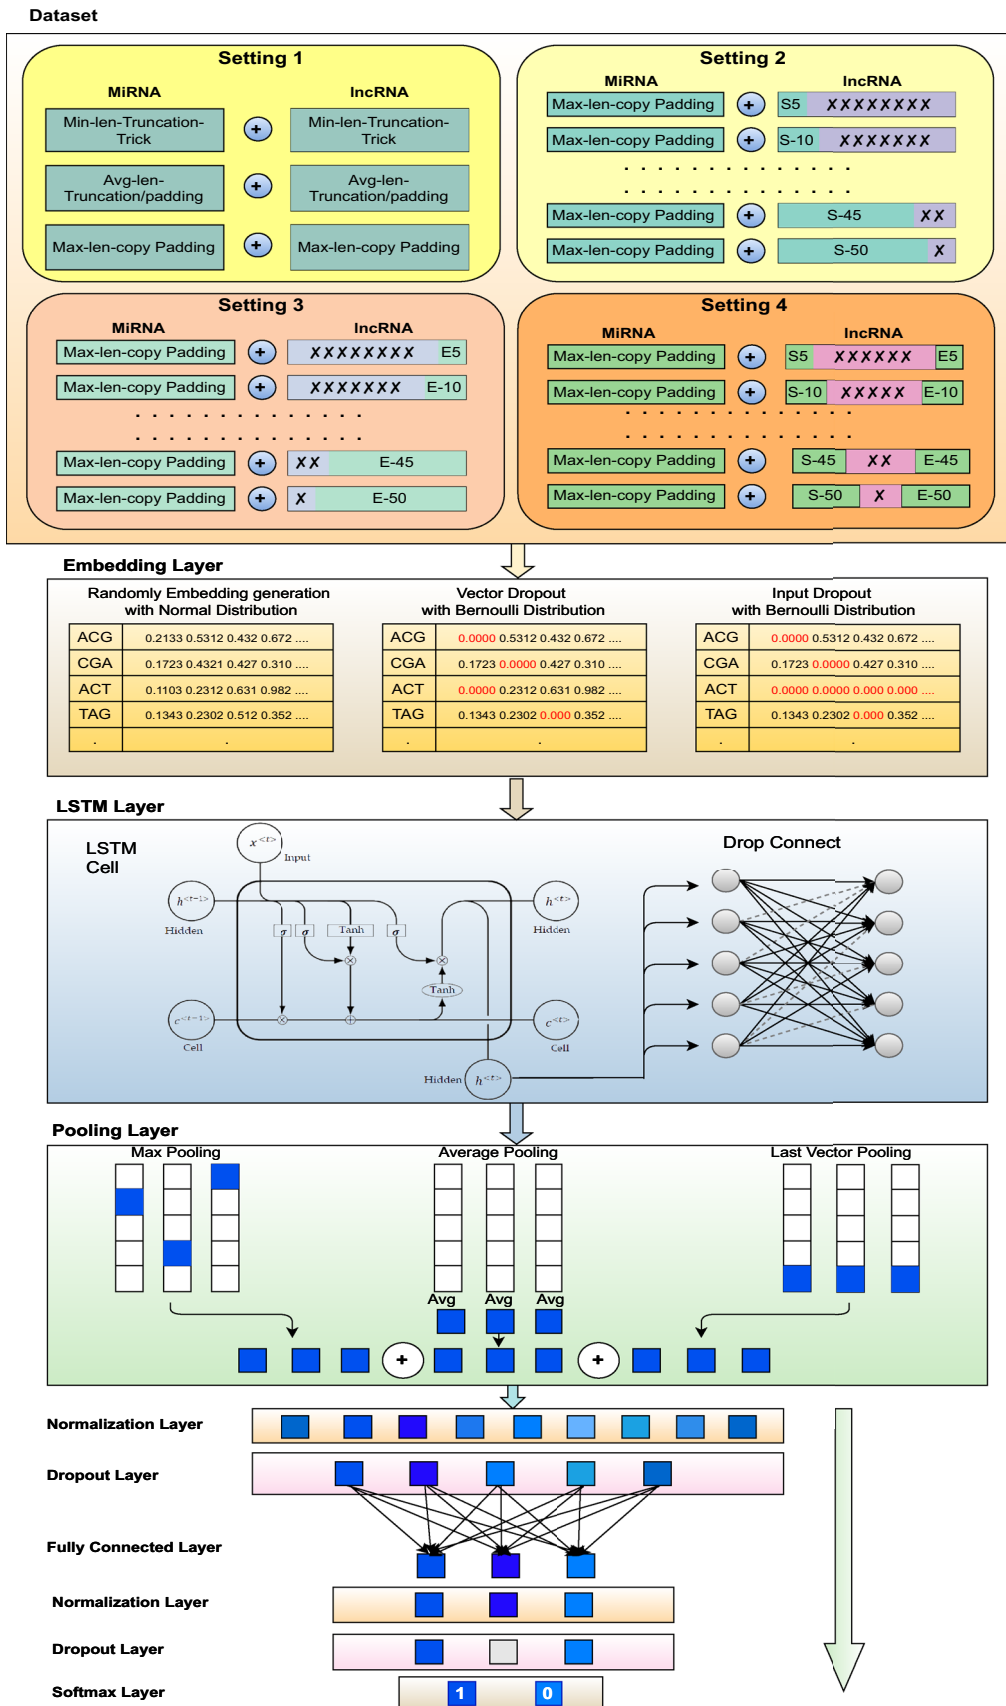 Dataset
Setting 1
MiRNA
lncRNA
Min-len-Truncation-
Trick
+
Min-len-Truncation-
Trick
Avg-len-
Truncation/padding
+
Avg-len-
Truncation/padding
Max-len-copy Padding
+
Max-len-copy Padding
Setting 2
MiRNA
lncRNA
Max-len-copy Padding + S5 XXXXXXXX
Max-len-copy Padding + S-10 XXXXXXX
. . . . . . . . . . . . .
. . . . . . . . . . . . .
Max-len-copy Padding + S-45 XX
Max-len-copy Padding + S-50 X
Setting 3
MiRNA
lncRNA
Max-len-copy Padding + XXXXXXXX E5
Max-len-copy Padding + XXXXXXX E-10
. . . . . . . . . . . . .
. . . . . . . . . . . . .
Max-len-copy Padding + XX E-45
Max-len-copy Padding + X E-50
Setting 4
MiRNA
lncRNA
Max-len-copy Padding + S5 XXXXXX E5
Max-len-copy Padding + S-10 XXXXX E-10
. . . . . . . . . . . . .
. . . . . . . . . . . . .
Max-len-copy Padding + S-45 XX E-45
Max-len-copy Padding + S-50 X E-50
Embedding Layer
Randomly Embedding generation
with Normal Distribution
ACG 0.2133 0.5312 0.432 0.672 ....
CGA 0.1723 0.4321 0.427 0.310 ....
ACT 0.1103 0.2312 0.631 0.982 ....
TAG 0.1343 0.2302 0.512 0.352 ....
. .
Vector Dropout
with Bernoulli Distribution
ACG 0.0000 0.5312 0.432 0.672 ....
CGA 0.1723 0.0000 0.427 0.310 ....
ACT 0.0000 0.2312 0.631 0.982 ....
TAG 0.1343 0.2302 0.000 0.352 ....
. .
Input Dropout
with Bernoulli Distribution
ACG 0.0000 0.5312 0.432 0.672 ....
CGA 0.1723 0.0000 0.427 0.310 ....
ACT 0.0000 0.0000 0.000 0.000 ....
TAG 0.1343 0.2302 0.000 0.352 ....
. .
LSTM Layer
LSTM
Cell
x<t>
Input
h<t-1>
Hidden
h<t>
Hidden
σ σ Tanh σ
⊗ ⊗
Tanh
c<t-1>
Cell
⊗ ⊕
c<t>
Cell
Hidden h<t>
Drop Connect
Pooling Layer
Max Pooling
Average Pooling
Last Vector Pooling
Avg Avg Avg
+ +
Normalization Layer
Dropout Layer
Fully Connected Layer
Normalization Layer
Dropout Layer
Softmax Layer
1 0